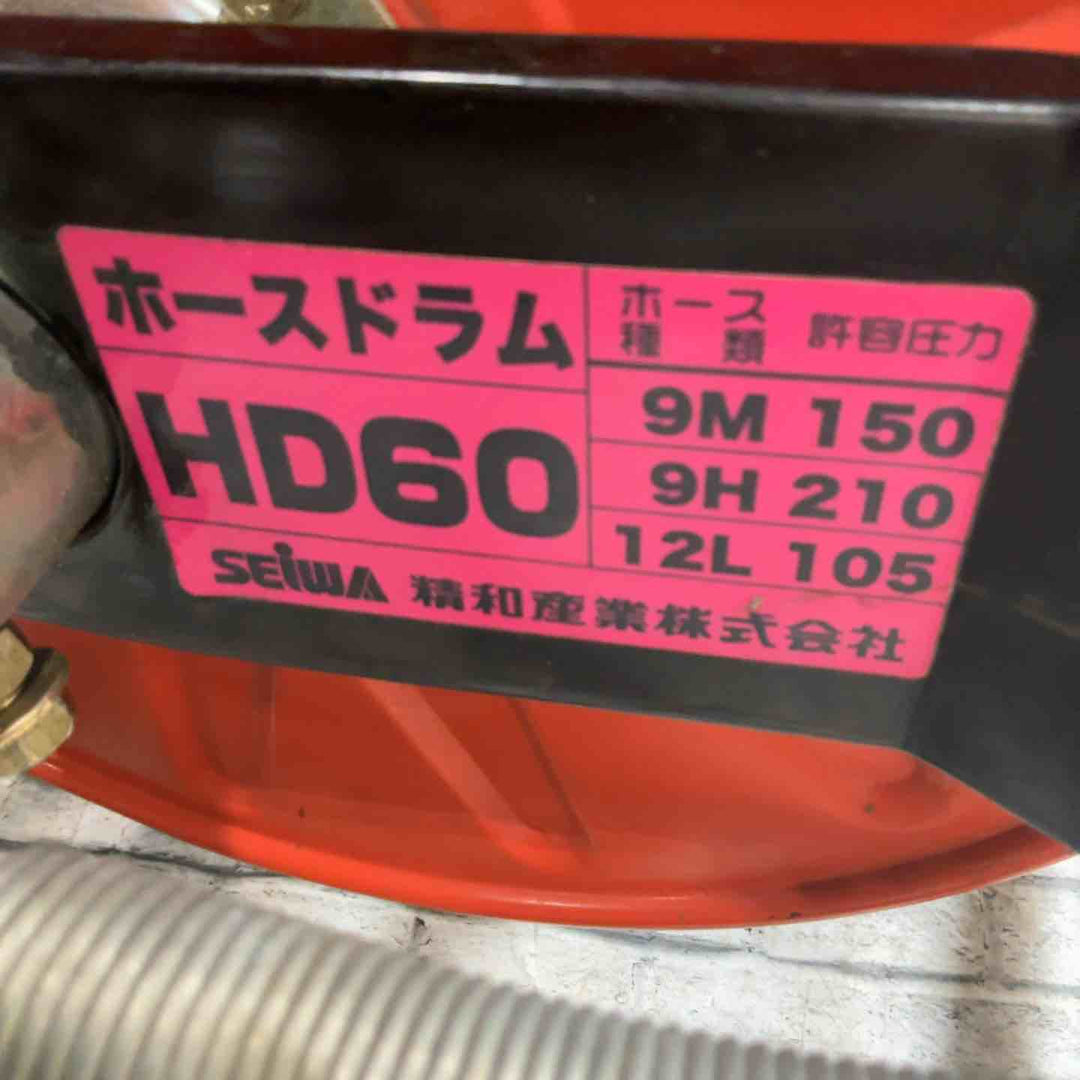 ホースドラム
HD60
ホース種類 許容圧力
9M 150
9H 210
12L 105
SEiWA 精和産業株式会社